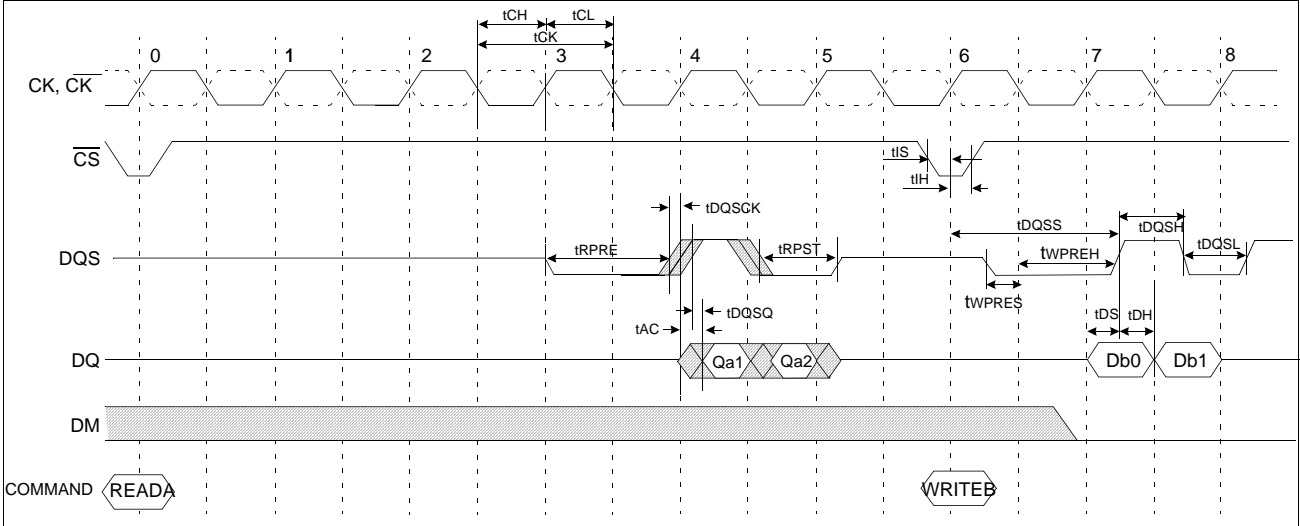 tCH tCL
tCK
0 1 2 3 4 5 6 7 8
CK, CK
CS
tIS
tIH
tDQSCK
tDQSS
tDQSH
tRPRE
tRPST
tDQSL
DQS
tWPREH
tWPRES
tDQSQ
tAC
tDS tDH
DQ
Qa1 Qa2
Db0 Db1
DM
COMMAND
READA
WRITEB